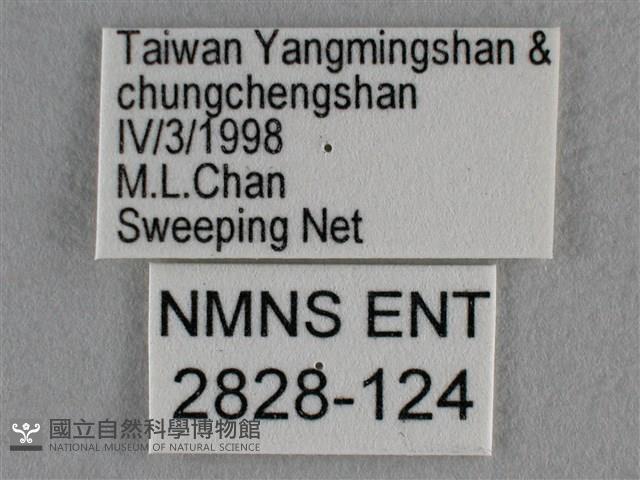 Taiwan Yangmingshan &
chungchengshan
IV/3/1998
M.L.Chan
Sweeping Net
NMNS ENT
2828-124
國立自然科學博物館
NATIONAL MUSEUM OF NATURAL SCIENCE